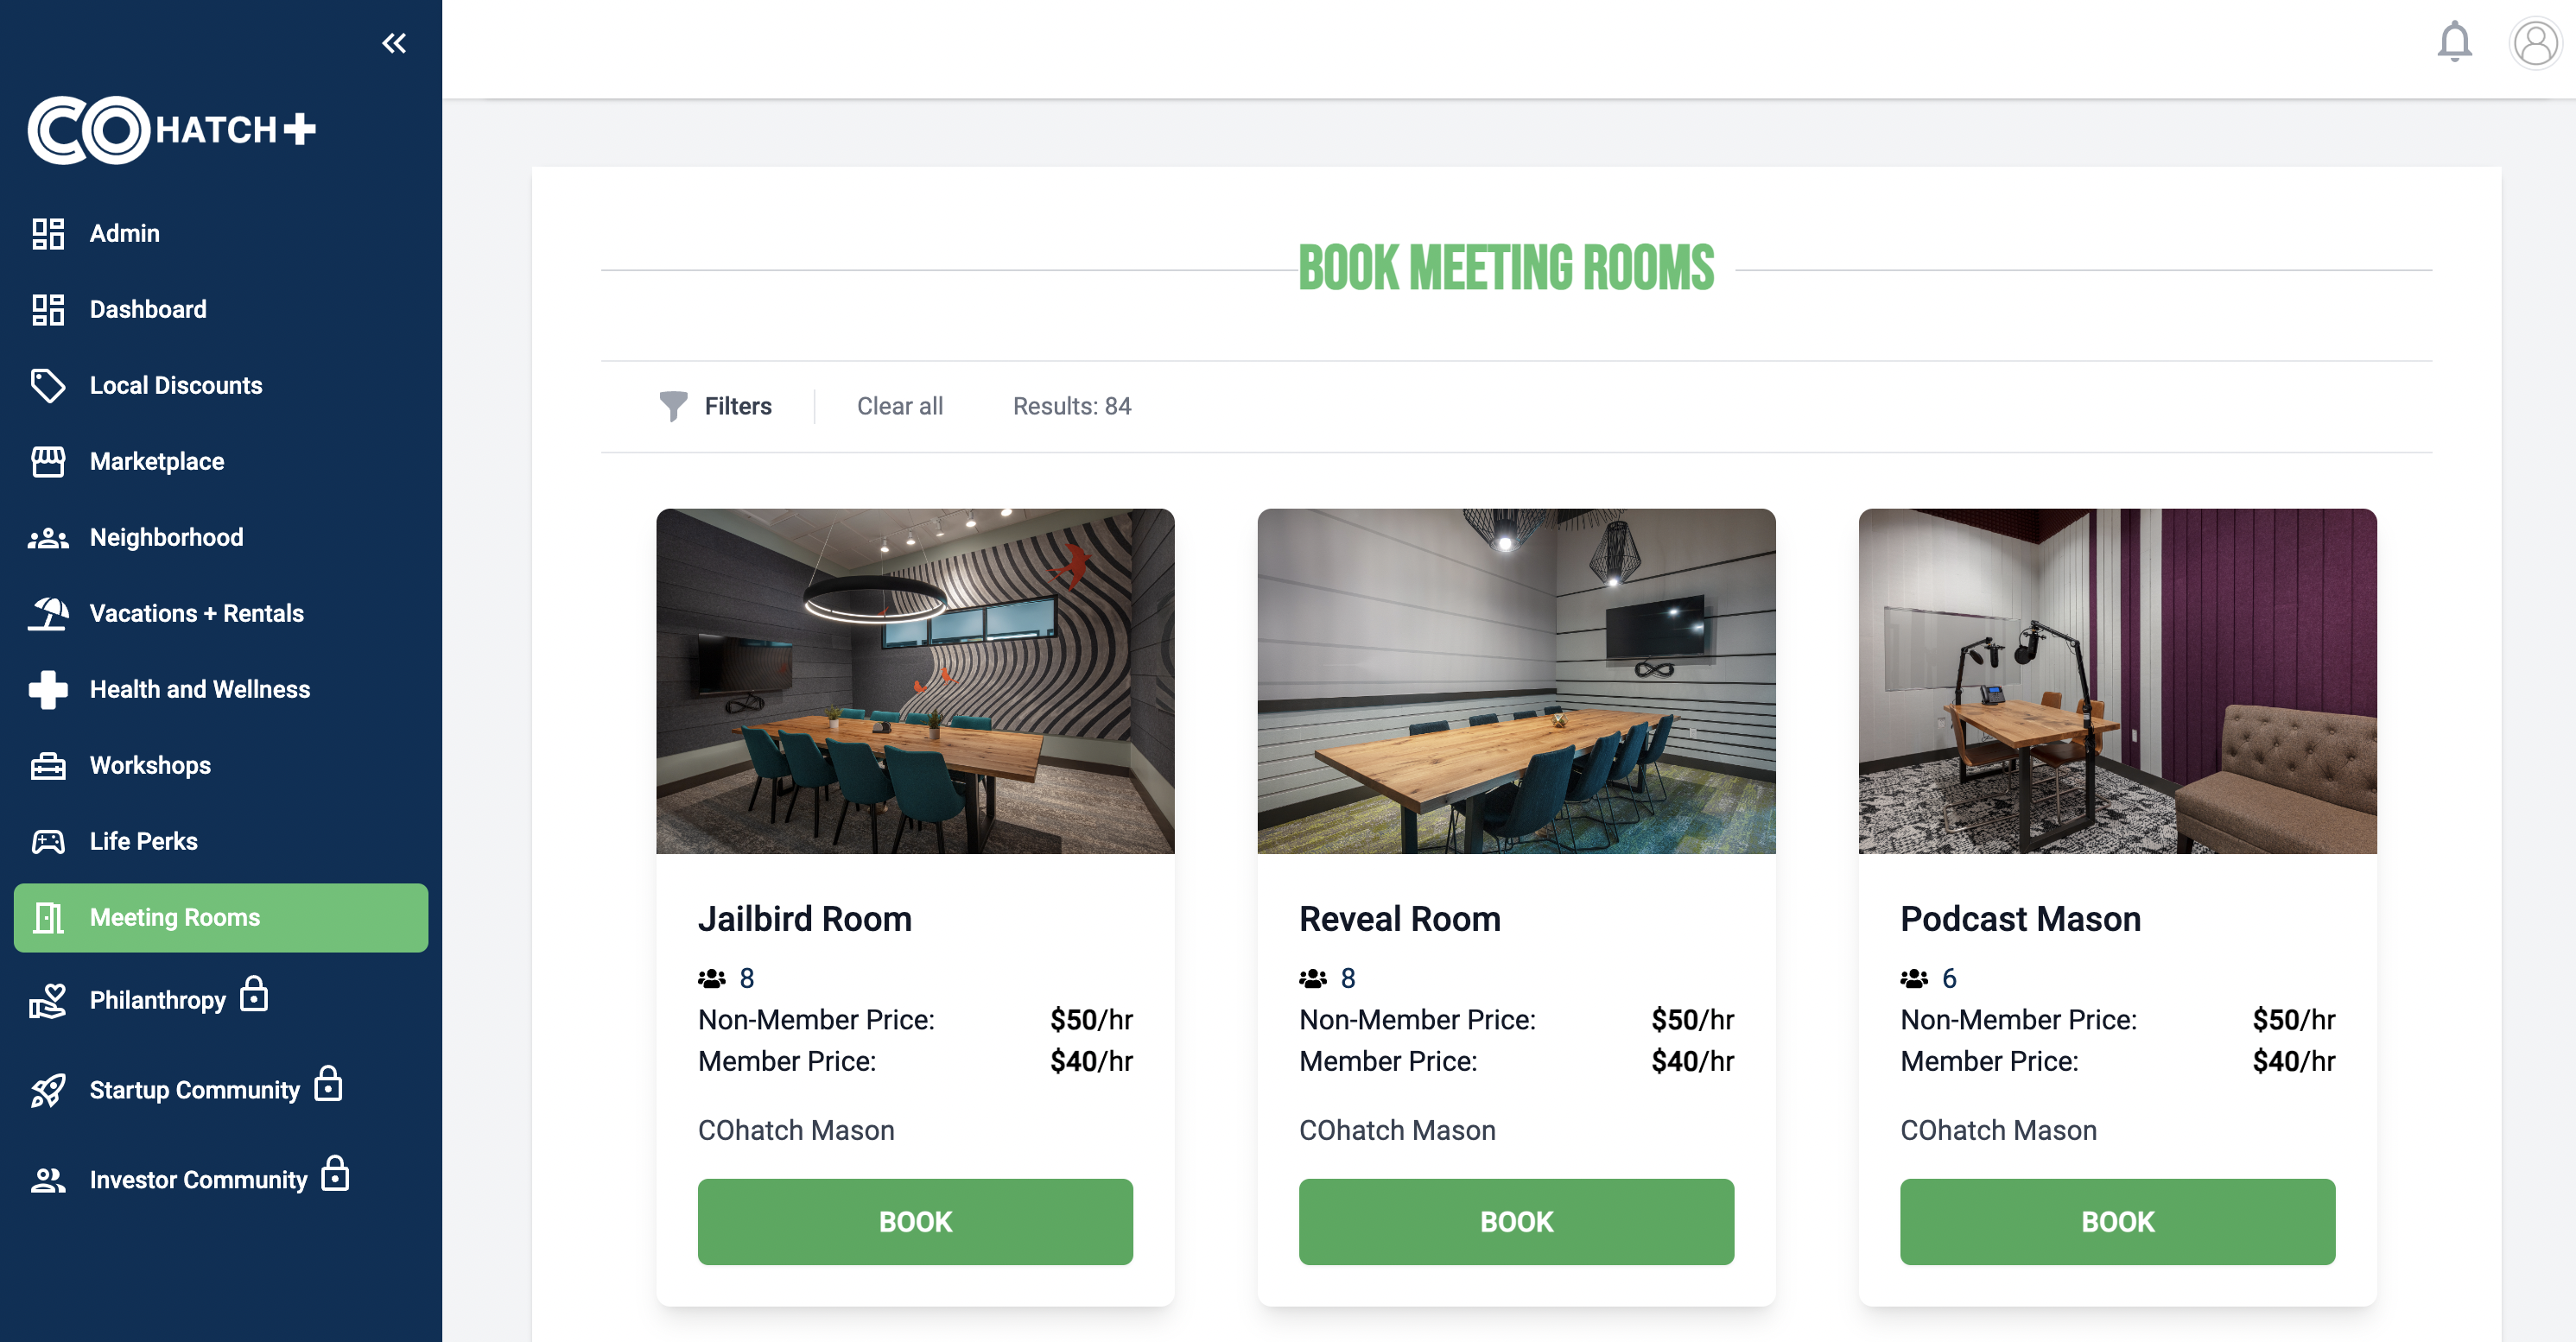 COHATCH+
Admin
Dashboard
Local Discounts
Marketplace
Neighborhood
Vacations + Rentals
Health and Wellness
Workshops
Life Perks
Meeting Rooms
Philanthropy
Startup Community
Investor Community
BOOK MEETING ROOMS
Filters
Clear all
Results: 84
Jailbird Room
8
Non-Member Price: $50/hr
Member Price: $40/hr
COhatch Mason
BOOK
Reveal Room
8
Non-Member Price: $50/hr
Member Price: $40/hr
COhatch Mason
BOOK
Podcast Mason
6
Non-Member Price: $50/hr
Member Price: $40/hr
COhatch Mason
BOOK